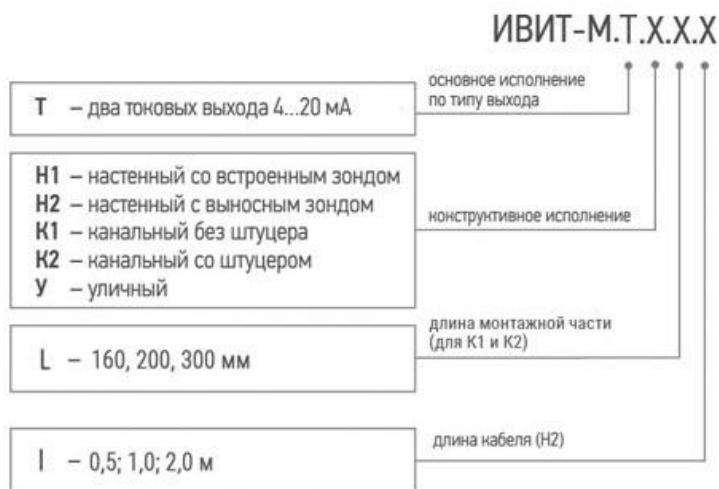 ИВИТ-М.Т.Х.Х.Х
основное исполнение
по типу выхода
Т – два токовых выхода 4...20 мА
Н1 – настенный со встроенным зондом
Н2 – настенный с выносным зондом
К1 – канальный без штуцера
К2 – канальный со штуцером
У – уличный
конструктивное исполнение
длина монтажной части
(для К1 и К2)
L – 160, 200, 300 мм
длина кабеля (Н2)
l – 0,5; 1,0; 2,0 м